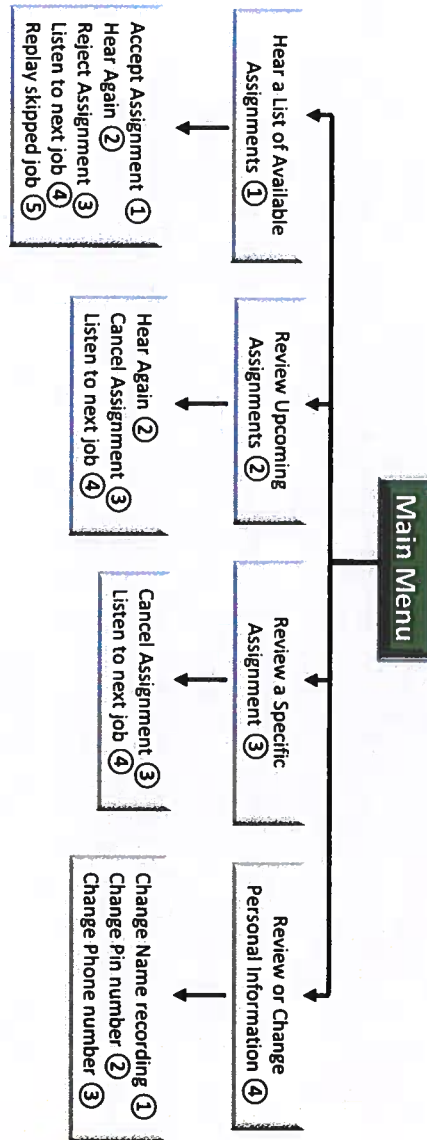 Main Menu
Hear a List of Available
Assignments ①
Review Upcoming
Assignments ②
Review a Specific
Assignment ③
Review or Change
Personal Information ④
Accept Assignment ①
Hear Again ②
Reject Assignment ③
Listen to next job ④
Replay skipped job ⑤
Hear Again ②
Cancel Assignment ③
Listen to next job ④
Cancel Assignment ③
Listen to next job ④
Change Name recording ①
Change Pin number ②
Change Phone number ③